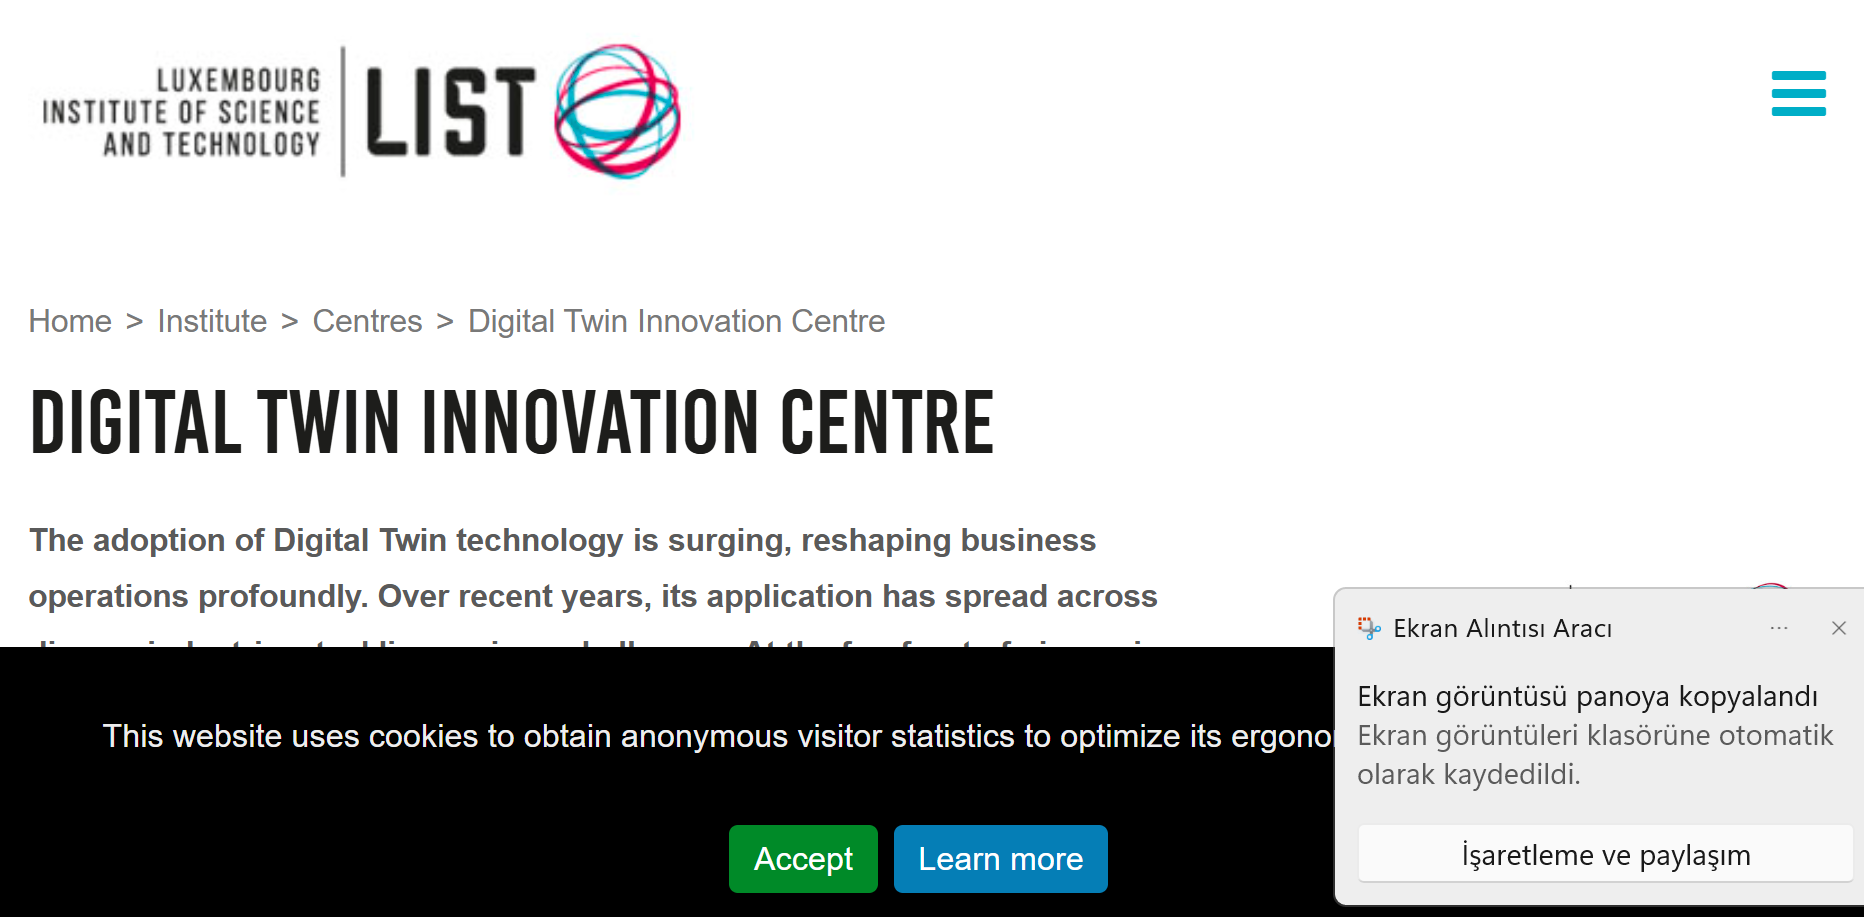 LUXEMBOURG
INSTITUTE OF SCIENCE
AND TECHNOLOGY
LIST
Home > Institute > Centres > Digital Twin Innovation Centre
DIGITAL TWIN INNOVATION CENTRE
The adoption of Digital Twin technology is surging, reshaping business
operations profoundly. Over recent years, its application has spread across
This website uses cookies to obtain anonymous visitor statistics to optimize its
Accept
Learn more
Ekran Alıntısı Aracı
Ekran görüntüsü panoya kopyalandı
Ekran görüntüleri klasörüne otomatik
olarak kaydedildi.
İşaretleme ve paylaşım